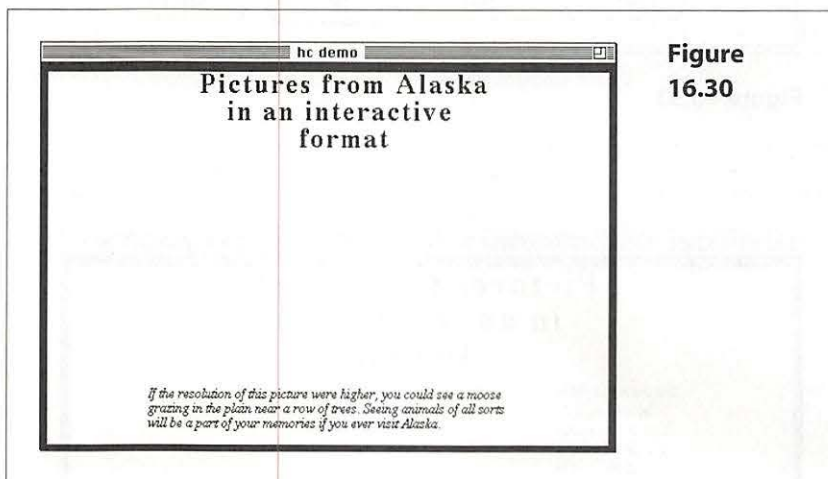 hc demo
Pictures from Alaska
in an interactive
format
If the resolution of this picture were higher, you could see a moose
grazing in the plain near a row of trees. Seeing animals of all sorts
will be a part of your memories if you ever visit Alaska.
Figure
16.30